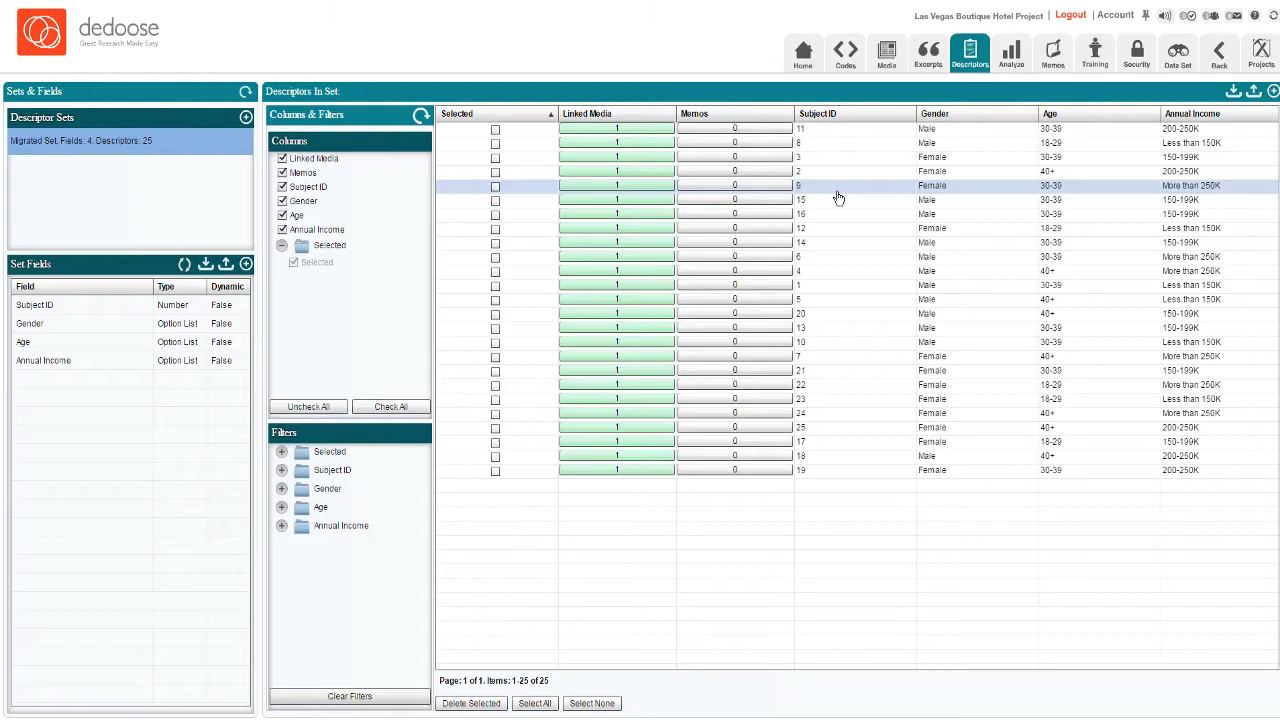 dedoose
Great Research Made Easy
Las Vegas Boutique Hotel Project | Logout | Account
Home Codes Media Excerpts Descriptors Analyze Memos Training Security Data Set Back Projects
Sets & Fields
Descriptor Sets
Migrated Set, Fields: 4, Descriptors: 25
Set Fields
Field Type Dynamic
Subject ID Number False
Gender Option List False
Age Option List False
Annual Income Option List False
Descriptors In Set:
Columns & Filters
Columns
Linked Media
Memos
Subject ID
Gender
Age
Annual Income
Selected
Selected
Uncheck All Check All
Filters
Selected
Subject ID
Gender
Age
Annual Income
Clear Filters
Selected Linked Media Memos Subject ID Gender Age Annual Income
1 0 11 Male 30-39 200-250K
1 0 8 Male 18-29 Less than 150K
1 0 3 Female 30-39 150-199K
1 0 2 Female 40+ 200-250K
1 0 9 Female 30-39 More than 250K
1 0 15 Male 30-39 150-199K
1 0 16 Male 30-39 150-199K
1 0 12 Female 18-29 Less than 150K
1 0 14 Male 30-39 150-199K
1 0 6 Male 30-39 More than 250K
1 0 4 Male 40+ More than 250K
1 0 1 Male 30-39 Less than 150K
1 0 5 Male 40+ Less than 150K
1 0 20 Male 40+ 150-199K
1 0 13 Male 30-39 150-199K
1 0 10 Male 30-39 Less than 150K
1 0 7 Female 40+ More than 250K
1 0 21 Female 30-39 150-199K
1 0 22 Female 18-29 More than 250K
1 0 23 Female 18-29 Less than 150K
1 0 24 Female 40+ More than 250K
1 0 25 Female 40+ 200-250K
1 0 17 Female 18-29 150-199K
1 0 18 Male 40+ 200-250K
1 0 19 Female 30-39 200-250K
Page: 1 of 1. Items: 1-25 of 25
Delete Selected Select All Select None